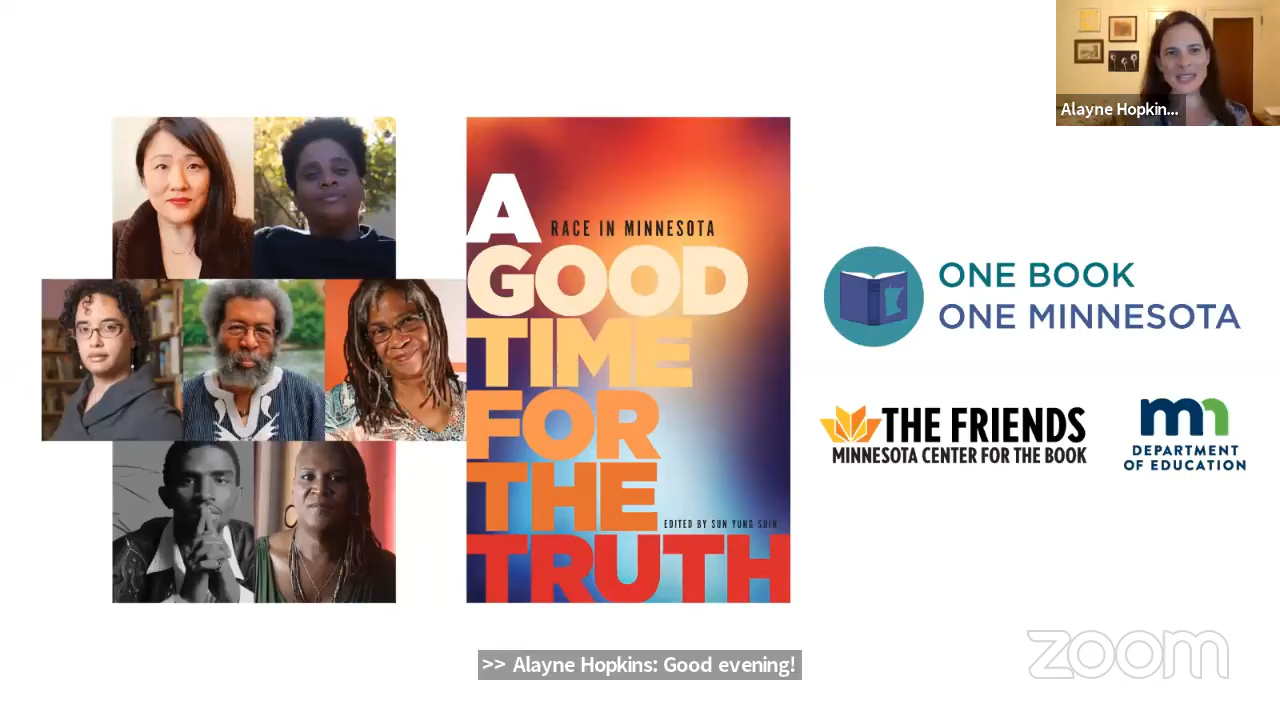 Alayne Hopkin...
A
RACE IN MINNESOTA
GOOD
TIME
FOR
THE
EDITED BY SUN YUNG SHIN
TRUTH
ONE BOOK
ONE MINNESOTA
THE FRIENDS
MINNESOTA CENTER FOR THE BOOK
mn
DEPARTMENT
OF EDUCATION
>> Alayne Hopkins: Good evening!
zoom